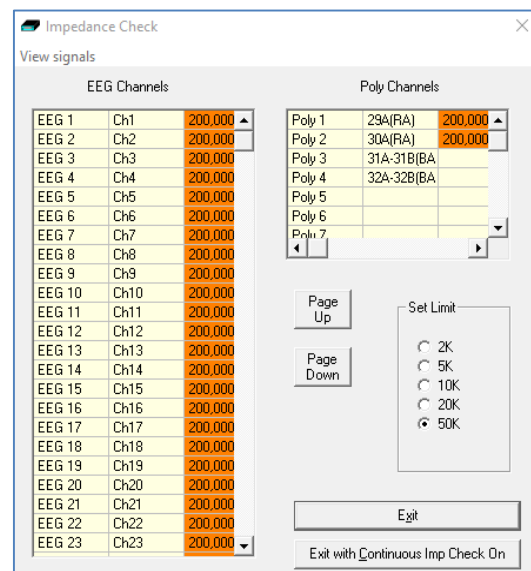 Impedance Check
View signals
EEG Channels
EEG 1 Ch1 200,000
EEG 2 Ch2 200,000
EEG 3 Ch3 200,000
EEG 4 Ch4 200,000
EEG 5 Ch5 200,000
EEG 6 Ch6 200,000
EEG 7 Ch7 200,000
EEG 8 Ch8 200,000
EEG 9 Ch9 200,000
EEG 10 Ch10 200,000
EEG 11 Ch11 200,000
EEG 12 Ch12 200,000
EEG 13 Ch13 200,000
EEG 14 Ch14 200,000
EEG 15 Ch15 200,000
EEG 16 Ch16 200,000
EEG 17 Ch17 200,000
EEG 18 Ch18 200,000
EEG 19 Ch19 200,000
EEG 20 Ch20 200,000
EEG 21 Ch21 200,000
EEG 22 Ch22 200,000
EEG 23 Ch23 200,000
Poly Channels
Poly 1 29A(RA) 200,000
Poly 2 30A(RA) 200,000
Poly 3 31A-31B(BA
Poly 4 32A-32B(BA
Poly 5
Poly 6
Poly 7
Page
Up
Page
Down
Set Limit
2K
5K
10K
20K
50K
Exit
Exit with Continuous Imp Check On